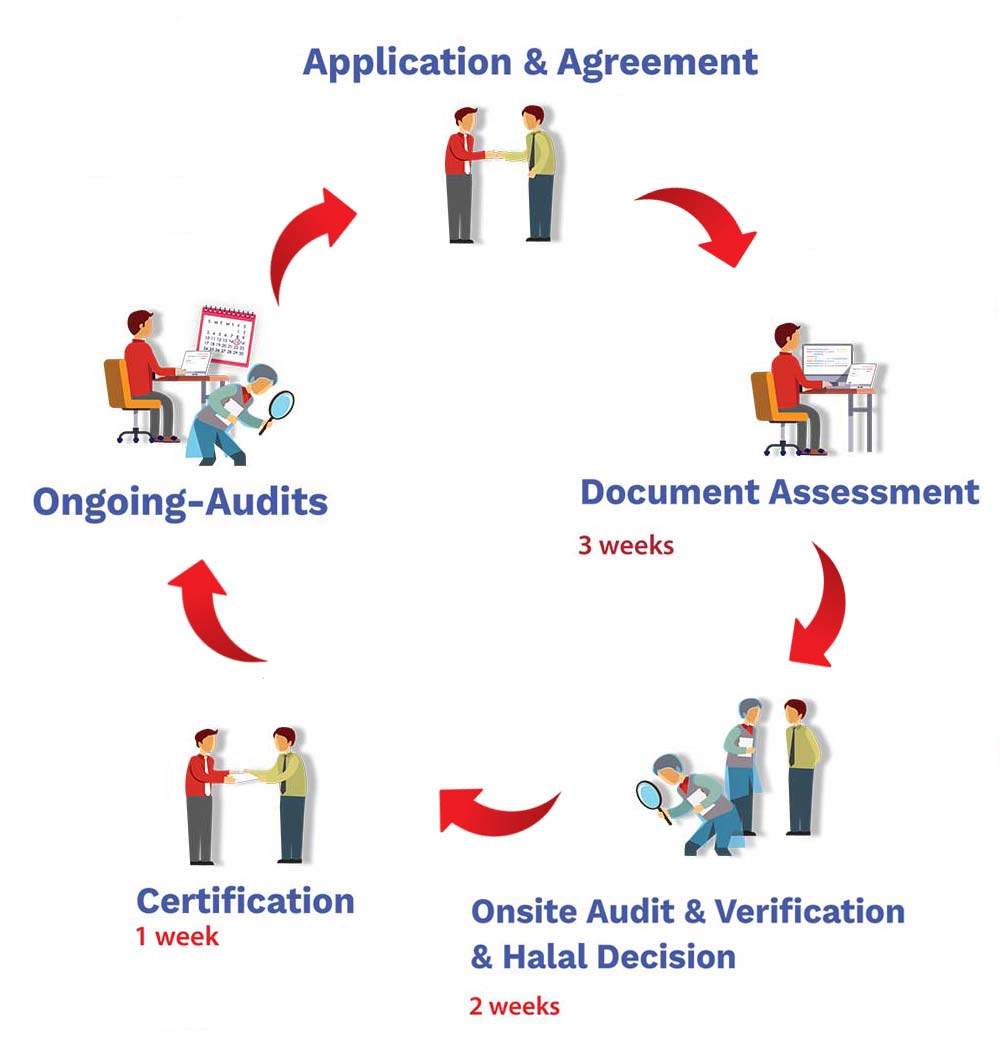 Application & Agreement
Document Assessment
3 weeks
Onsite Audit & Verification
& Halal Decision
2 weeks
Certification
1 week
Ongoing-Audits